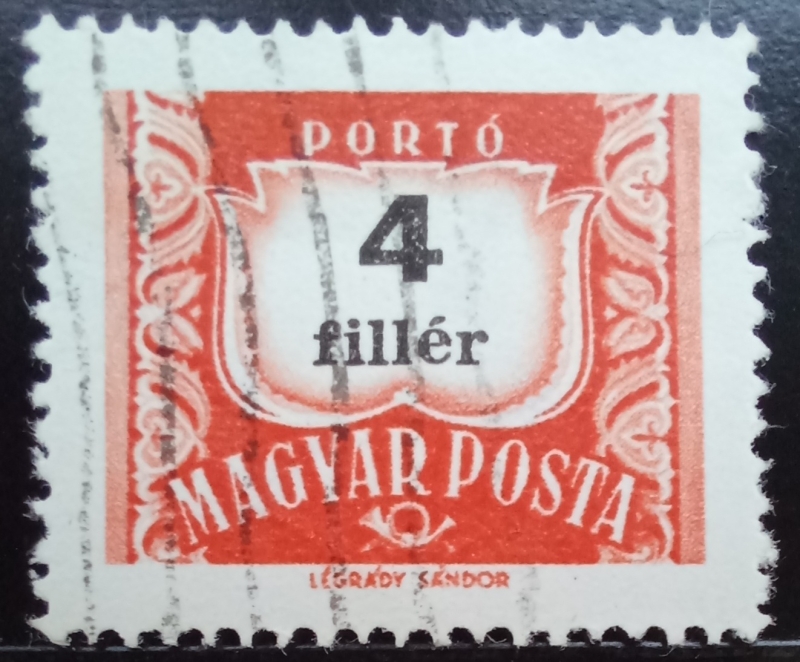 PORTÓ
4
fillér
MAGYAR POSTA
LÉGRÁDY SÁNDOR